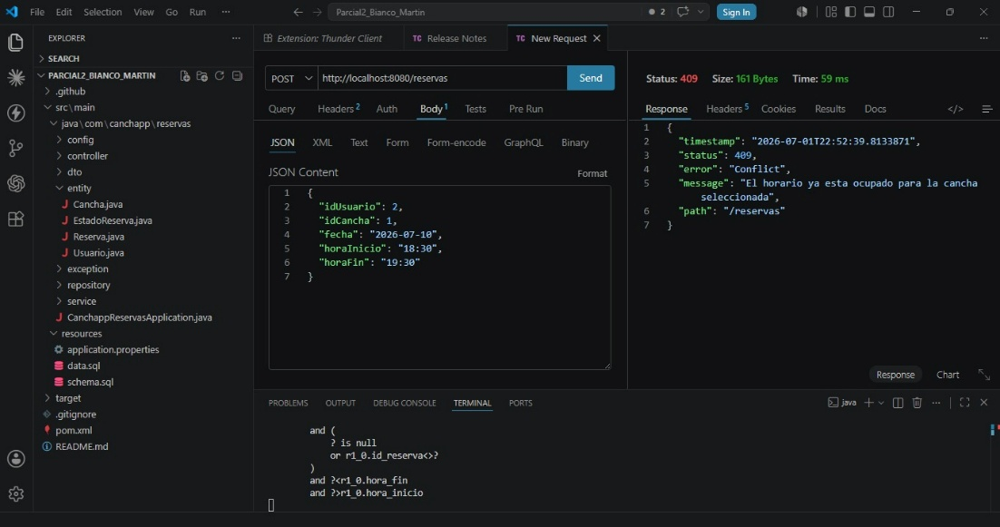 File Edit Selection View Go Run ··· ← → Parcial2_Bianco_Martin 2 Sign In
EXPLORER ···
SEARCH
PARCIAL2_BIANCO_MARTIN
.github
src\main
java\com\canchapp\reservas
config
controller
dto
entity
Cancha.java
EstadoReserva.java
Reserva.java
Usuario.java
exception
repository
service
CanchappReservasApplication.java
resources
application.properties
data.sql
schema.sql
target
.gitignore
pom.xml
README.md
Extension: Thunder Client TC Release Notes TC New Request ···
POST http://localhost:8080/reservas Send
Query Headers 2 Auth Body 1 Tests Pre Run
JSON XML Text Form Form-encode GraphQL Binary
JSON Content Format
1 {
2 "idUsuario": 2,
3 "idCancha": 1,
4 "fecha": "2026-07-10",
5 "horaInicio": "18:30",
6 "horaFin": "19:30"
7 }
Status: 409 Size: 161 Bytes Time: 59 ms
Response Headers 5 Cookies Results Docs </>
1 {
2 "timestamp": "2026-07-01T22:52:39.8133871",
3 "status": 409,
4 "error": "Conflict",
5 "message": "El horario ya esta ocupado para la cancha
seleccionada",
6 "path": "/reservas"
7 }
Response Chart
PROBLEMS OUTPUT DEBUG CONSOLE TERMINAL PORTS java ···
and (
? is null
or r1_0.id_reserva<>?
)
and ?<r1_0.hora_fin
and ?>r1_0.hora_inicio